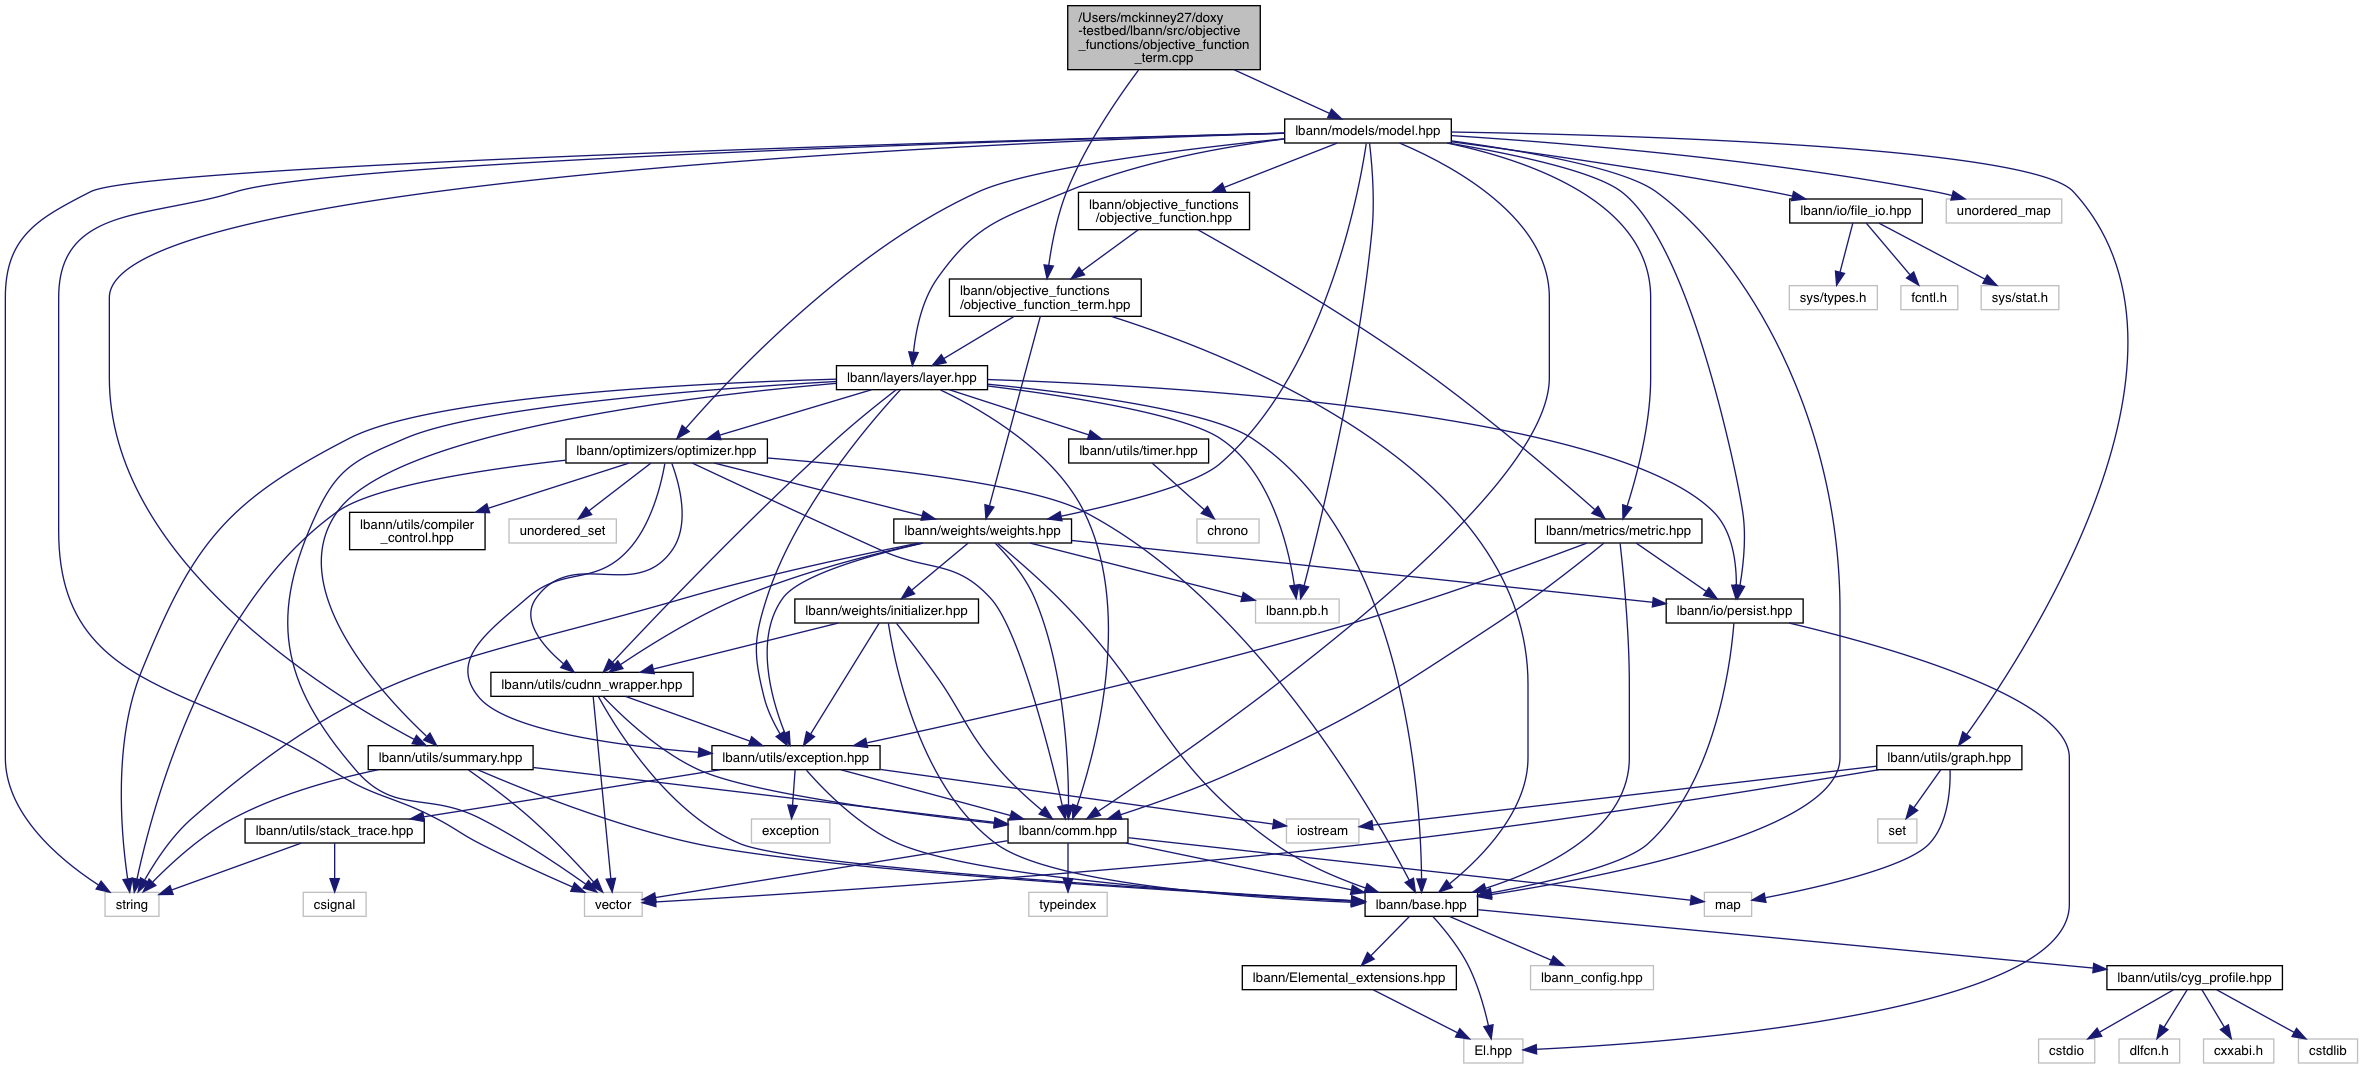 /Users/mckinney27/doxy
-testbed/lbann/src/objective
_functions/objective_function
_term.cpp
lbann/models/model.hpp
lbann/objective_functions
/objective_function.hpp
lbann/io/file_io.hpp
unordered_map
lbann/objective_functions
/objective_function_term.hpp
sys/types.h
fcntl.h
sys/stat.h
lbann/layers/layer.hpp
lbann/optimizers/optimizer.hpp
lbann/utils/timer.hpp
lbann/utils/compiler
_control.hpp
unordered_set
lbann/weights/weights.hpp
chrono
lbann/metrics/metric.hpp
lbann/weights/initializer.hpp
lbann.pb.h
lbann/io/persist.hpp
lbann/utils/cudnn_wrapper.hpp
lbann/utils/summary.hpp
lbann/utils/exception.hpp
lbann/utils/graph.hpp
lbann/utils/stack_trace.hpp
exception
lbann/comm.hpp
iostream
set
string
csignal
vector
typeindex
lbann/base.hpp
map
lbann/Elemental_extensions.hpp
lbann_config.hpp
lbann/utils/cyg_profile.hpp
El.hpp
cstdio
dlfcn.h
cxxabi.h
cstdlib